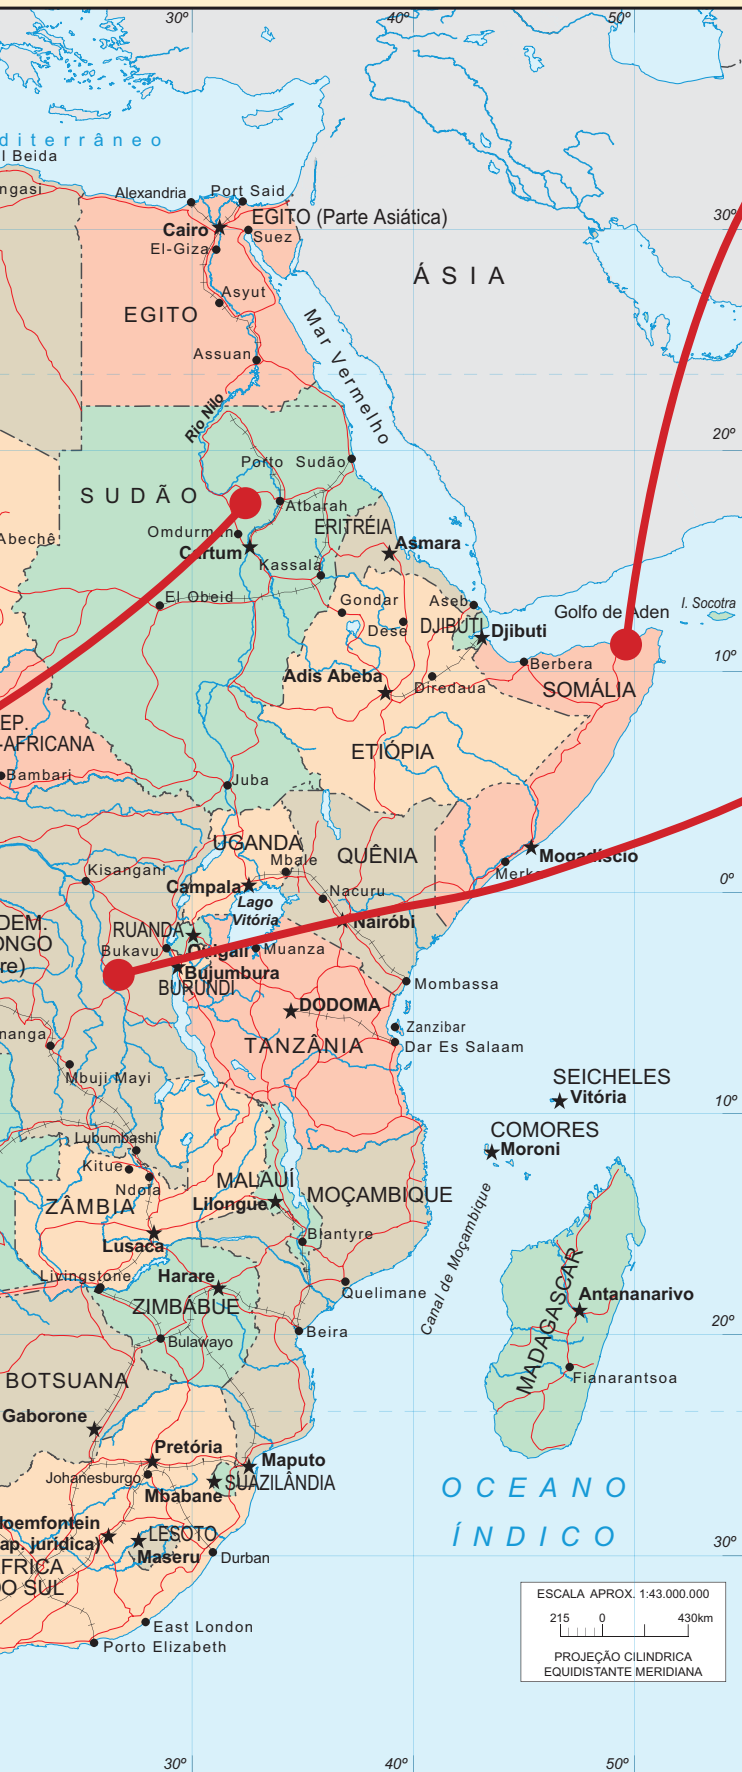 30º
40º
50º
diterrâneo
l Beida
ngasi
Alexandria
Port Said
30º
EGITO (Parte Asiática)
Cairo
Suez
El-Giza
ÁSIA
Asyut
EGITO
Mar Vermelho
Assuan
Rio Nilo
20º
Porto Sudão
SUDÃO
Atbarah
ERITRÉIA
Omdurman
Abechê
Asmara
Cartum
Kassala
El Obeid
Gondar
Aseb
I. Socotra
Golfo de Aden
Dese
DJIBUTI
Djibuti
10º
Berbera
Adis Abeba
Diredaua
SOMÁLIA
EP.
-AFRICANA
ETIÓPIA
Bambari
Juba
UGANDA
QUÊNIA
Mogadíscio
Mbale
Merka
Kisangani
Campala
0º
Nacuru
Lago
Vitória
DEM.
ONGO
re)
RUANDA
Nairóbi
Bukavu
Muanza
Bujumbura
BURUNDI
Mombassa
DODOMA
Zanzibar
nanga
TANZÂNIA
Dar Es Salaam
Mbuji Mayi
SEICHELES
Vitória
10º
COMORES
Moroni
Lubumbashi
Kitue
Ndola
MALAUÍ
MOÇAMBIQUE
ZÂMBIA
Lilongue
Canal de Moçambique
Blantyre
Lusaca
Livingstone
Harare
Quelimane
MADAGASCAR
Antananarivo
ZIMBABUE
20º
Beira
Bulawayo
Fianarantsoa
BOTSUANA
Gaborone
Pretória
Maputo
Johanesburgo
SUAZILÂNDIA
OCEANO
ÍNDICO
Mbabane
loemfontein
ap. jurídica)
LESOTO
Maseru
Durban
30º
FRICA
O SUL
ESCALA APROX. 1:43.000.000
215 0 430km
PROJEÇÃO CILINDRICA
EQUIDISTANTE MERIDIANA
East London
Porto Elizabeth
30º
40º
50º